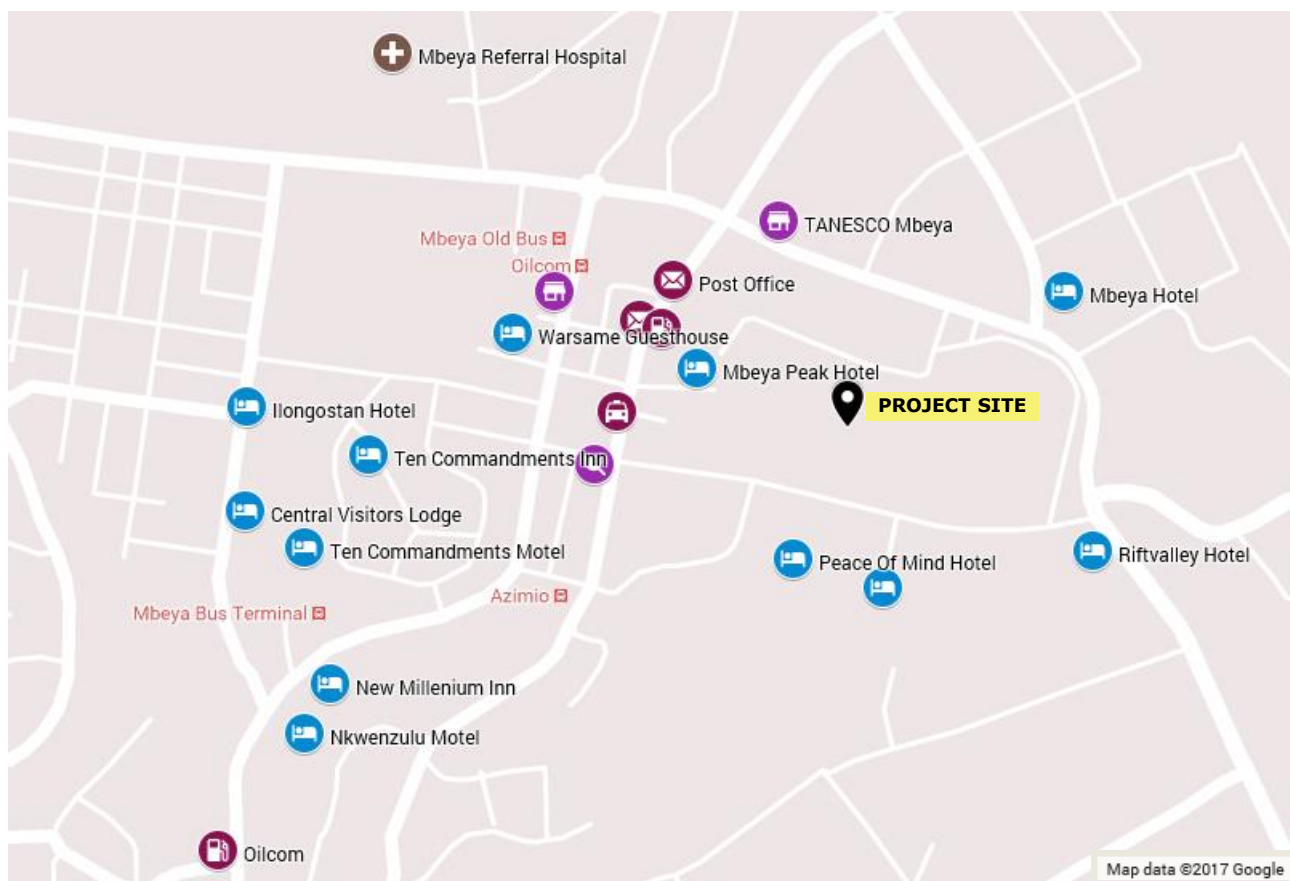 Mbeya Referral Hospital
TANESCO Mbeya
Mbeya Old Bus
Oilcom
Post Office
Mbeya Hotel
Warsame Guesthouse
Mbeya Peak Hotel
PROJECT SITE
Ilongostan Hotel
Ten Commandments Inn
Central Visitors Lodge
Ten Commandments Motel
Peace Of Mind Hotel
Riftvalley Hotel
Azimio
Mbeya Bus Terminal
New Millenium Inn
Nkwenzulu Motel
Oilcom
Map data ©2017 Google